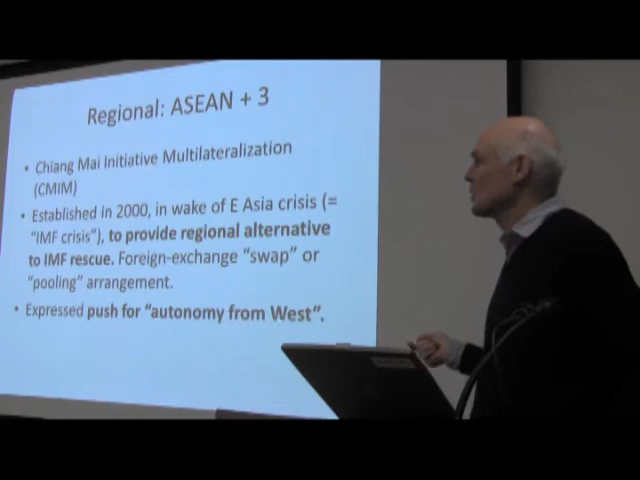 Regional: ASEAN + 3
• Chiang Mai Initiative Multilateralization
(CMIM)
• Established in 2000, in wake of E Asia crisis (=
“IMF crisis”), to provide regional alternative
to IMF rescue. Foreign-exchange “swap” or
“pooling” arrangement.
• Expressed push for “autonomy from West”.